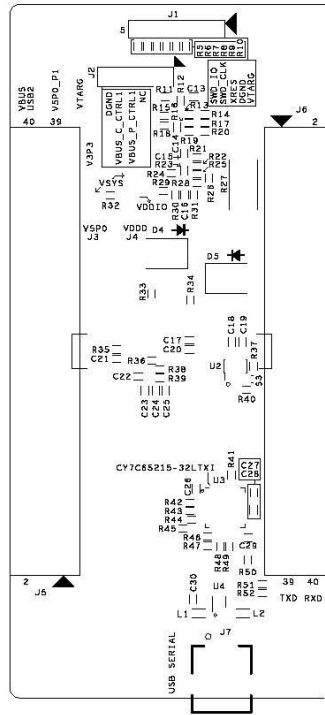 J1
5
R5
R6
R7
R8
R9
R10
J2
VBUS
USB2
V5P0_P1
VTARG
DGND
VBUS_C_CTRL1
VBUS_P_CTRL1
NC
SWD_IO
SWD_CLK
XRES
DGND
VTARG
R11
R12
C13
R13
R14
R15
R16
R17
R18
R20
40 39
J6
2
V3P3
R19
C14
R21
C15
R22
R23
R25
R24
R26
R27
VSYS
R29
R28
R32
VDDIO
R30
C16
R31
V5P0
VDDD
D4
J3
J4
D5
R33
R34
C17
C18
C19
R35
C20
C21
R36
U2
R37
C22
R38
S3
R39
R40
C23
C24
C25
CY7C65215-32LTXI
R41
C27
C28
C26
U3
R42
R43
R44
R45
R46
R47
C29
R48
R49
R50
2
J5
R51
39 40
R52
TXD RXD
C30
U4
L1
L2
J7
USB SERIAL